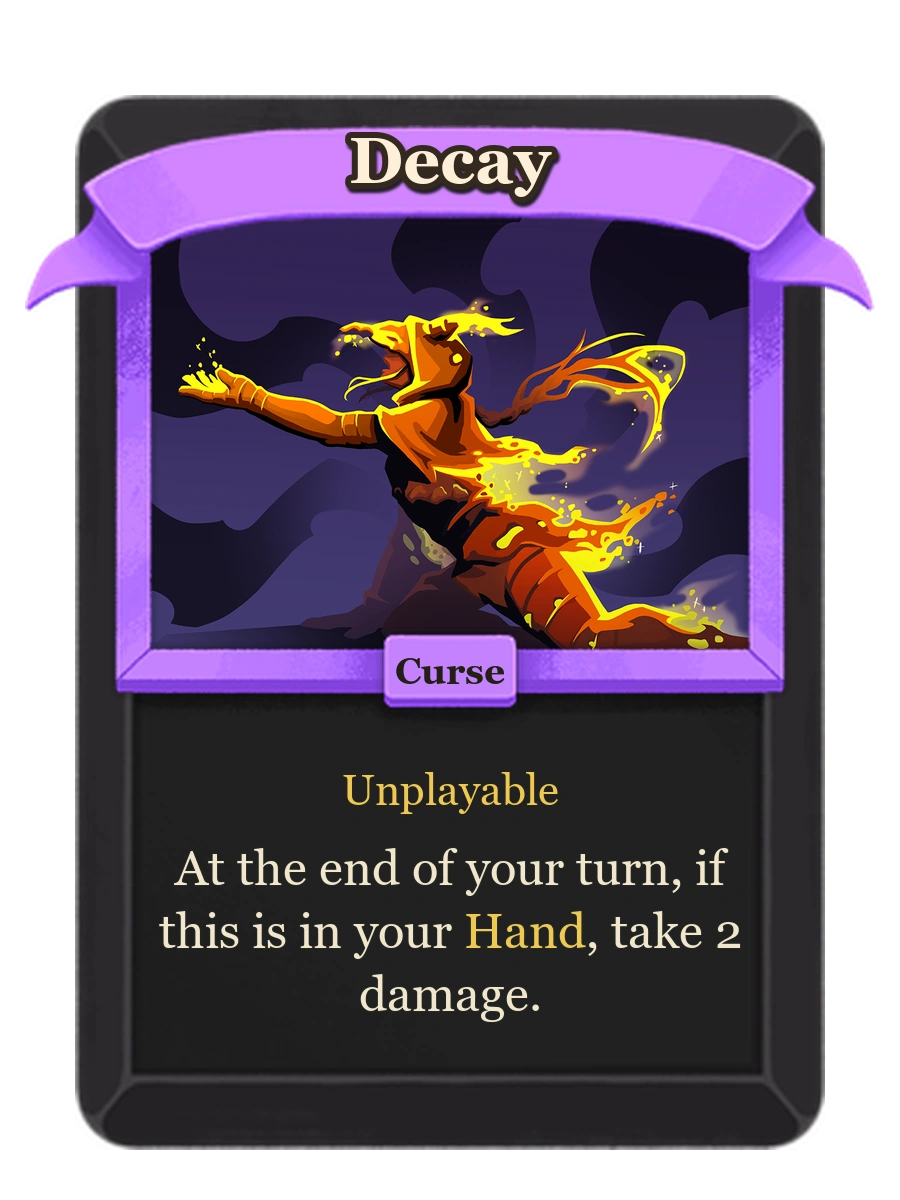 Decay
Curse
Unplayable
At the end of your turn, if
this is in your Hand, take 2
damage.